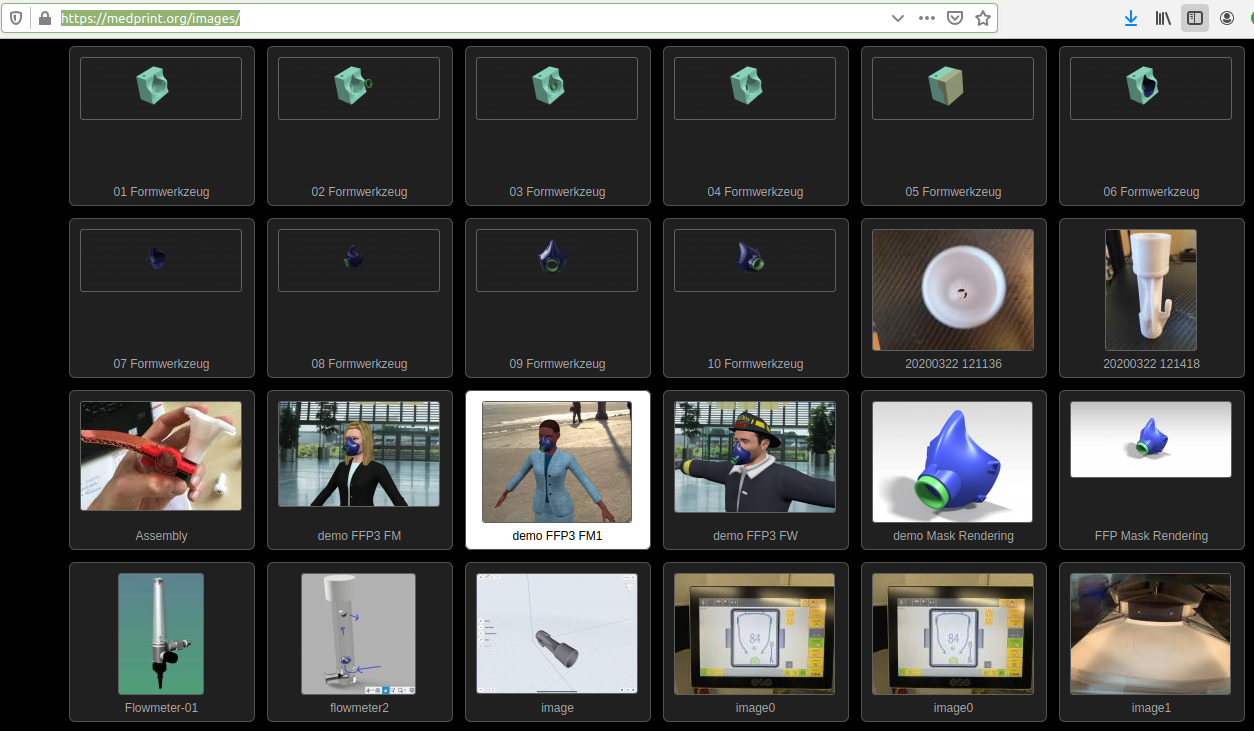 https://medprint.org/images/
01 Formwerkzeug
02 Formwerkzeug
03 Formwerkzeug
04 Formwerkzeug
05 Formwerkzeug
06 Formwerkzeug
07 Formwerkzeug
08 Formwerkzeug
09 Formwerkzeug
10 Formwerkzeug
20200322 121136
20200322 121418
Assembly
demo FFP3 FM
demo FFP3 FM1
demo FFP3 FW
demo Mask Rendering
FFP Mask Rendering
84
84
Flowmeter-01
flowmeter2
image
image0
image0
image1